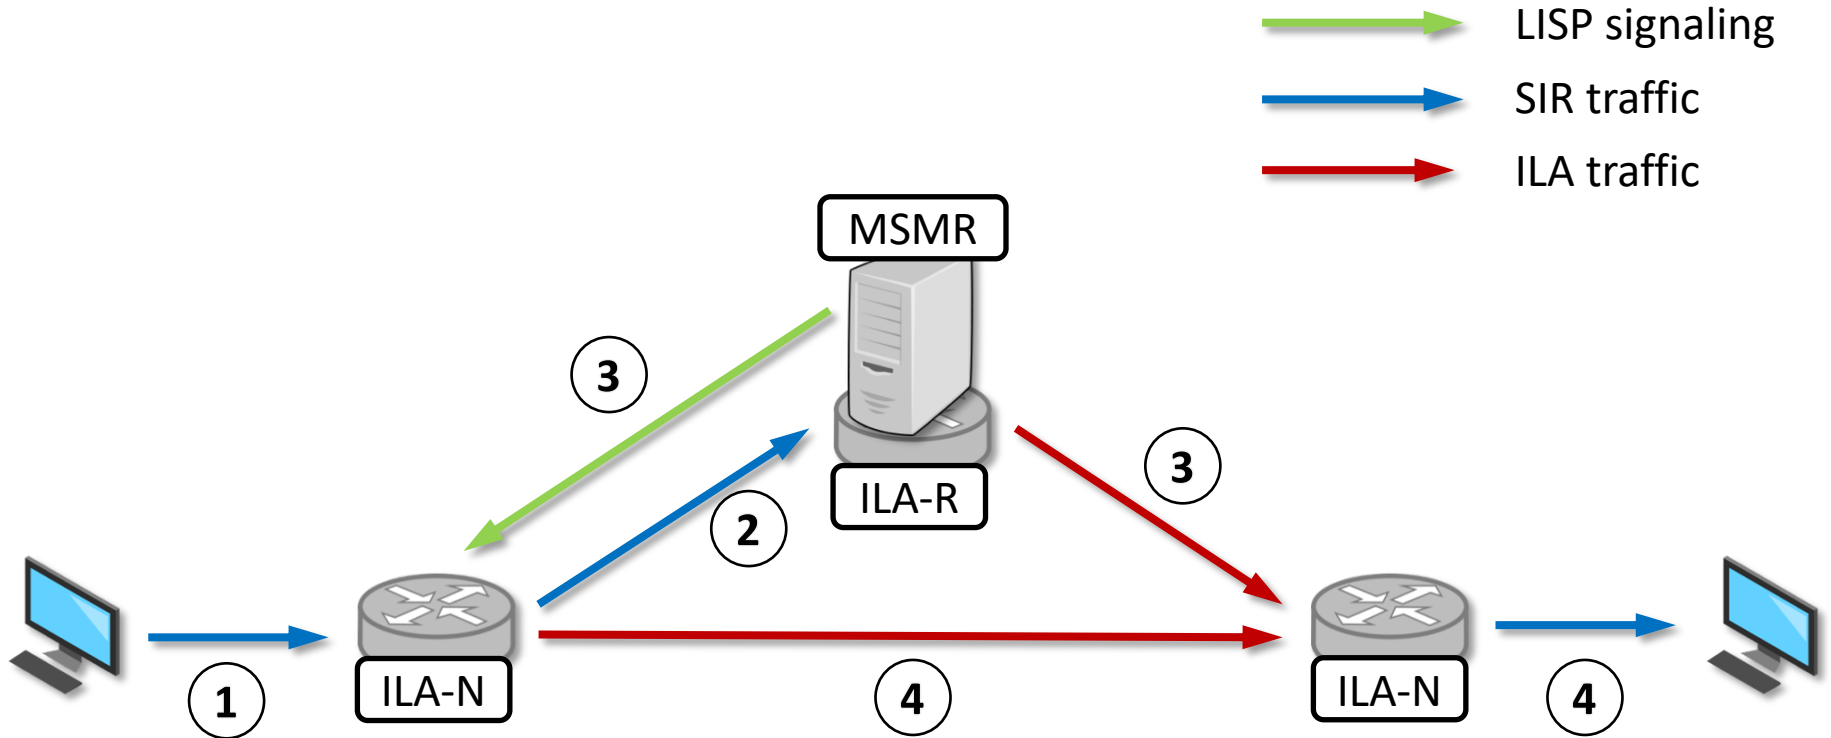 LISP signaling
SIR traffic
ILA traffic
MSMR
3
3
ILA-R
2
ILA-N
ILA-N
1
4
4